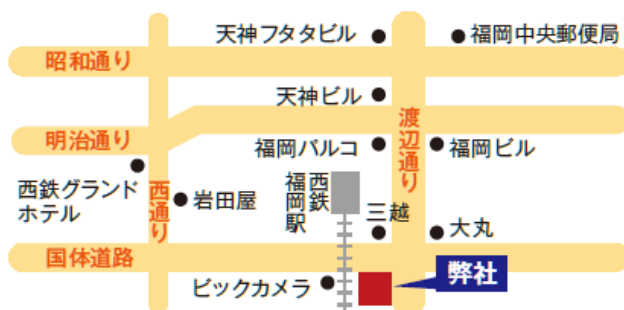 天神フタタビル
福岡中央郵便局
昭和通り
天神ビル
明治通り
渡辺通り
福岡パルコ
福岡ビル
西鉄グランド
ホテル
西通り
岩田屋
西鉄
福岡駅
三越
大丸
国体道路
ビックカメラ
弊社